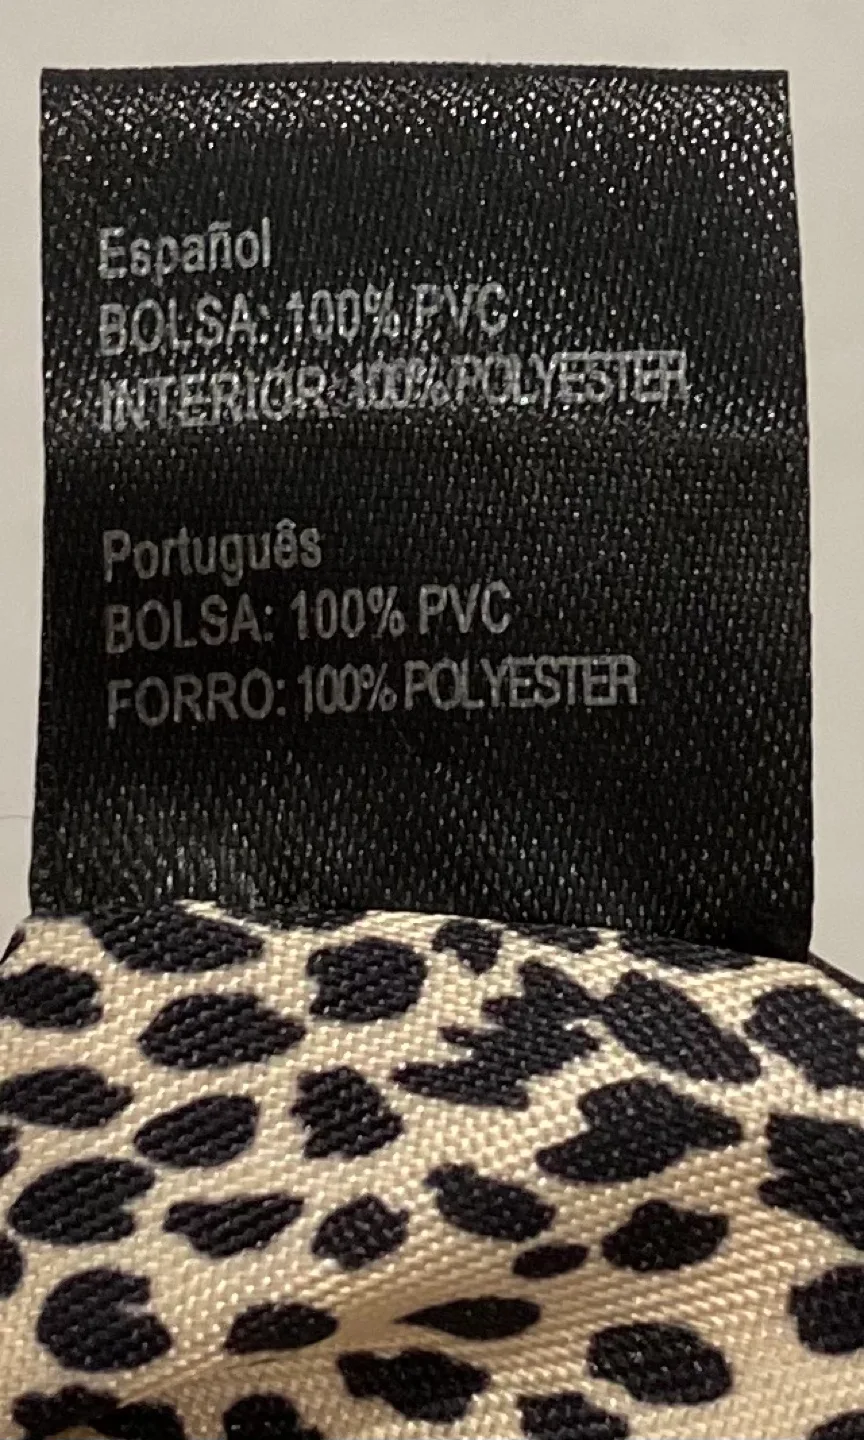 Español
BOLSA: 100% PVC
INTERIOR: 100% POLYESTER
Português
BOLSA: 100% PVC
FORRO: 100% POLYESTER